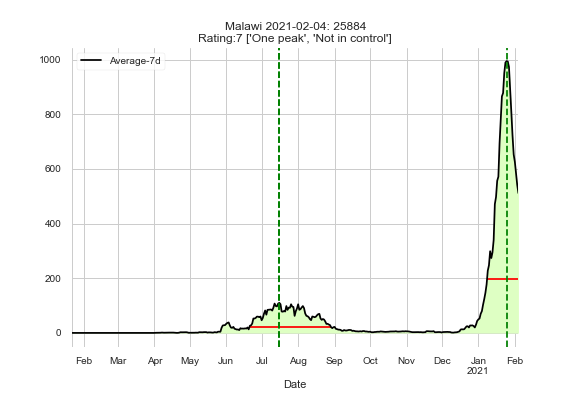 Malawi 2021-02-04: 25884
Rating:7 ['One peak', 'Not in control']
Average-7d
1000
800
600
400
200
0
Feb Mar Apr May Jun Jul Aug Sep Oct Nov Dec Jan Feb
2021
Date